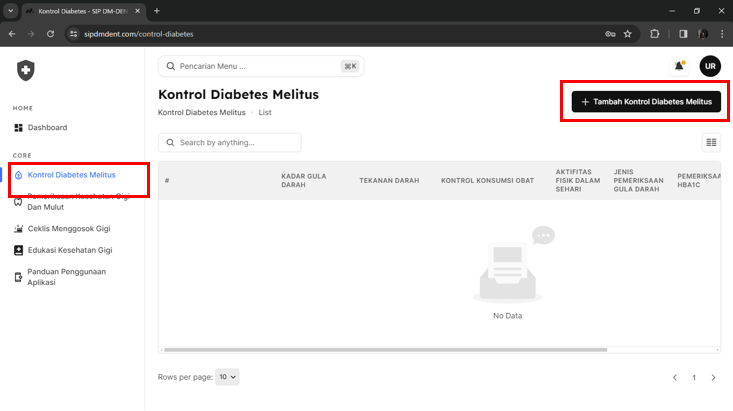 Kontrol Diabetes - SIP DM-DEN
sipdmdent.com/control-diabetes
Pencarian Menu ...
⌘K
UR
Kontrol Diabetes Melitus
Kontrol Diabetes Melitus - List
+ Tambah Kontrol Diabetes Melitus
HOME
Dashboard
CORE
Kontrol Diabetes Melitus
Pemeriksaan Kesehatan Gigi
Dan Mulut
Ceklis Menggosok Gigi
Edukasi Kesehatan Gigi
Panduan Penggunaan
Aplikasi
Search by anything...
#
KADAR GULA
DARAH
TEKANAN DARAH
KONTROL KONSUMSI OBAT
AKTIFITAS
FISIK DALAM
SEHARI
JENIS
PEMERIKSAAN
GULA DARAH
PEMERIKSAA
HBA1C
No Data
Rows per page: 10
1